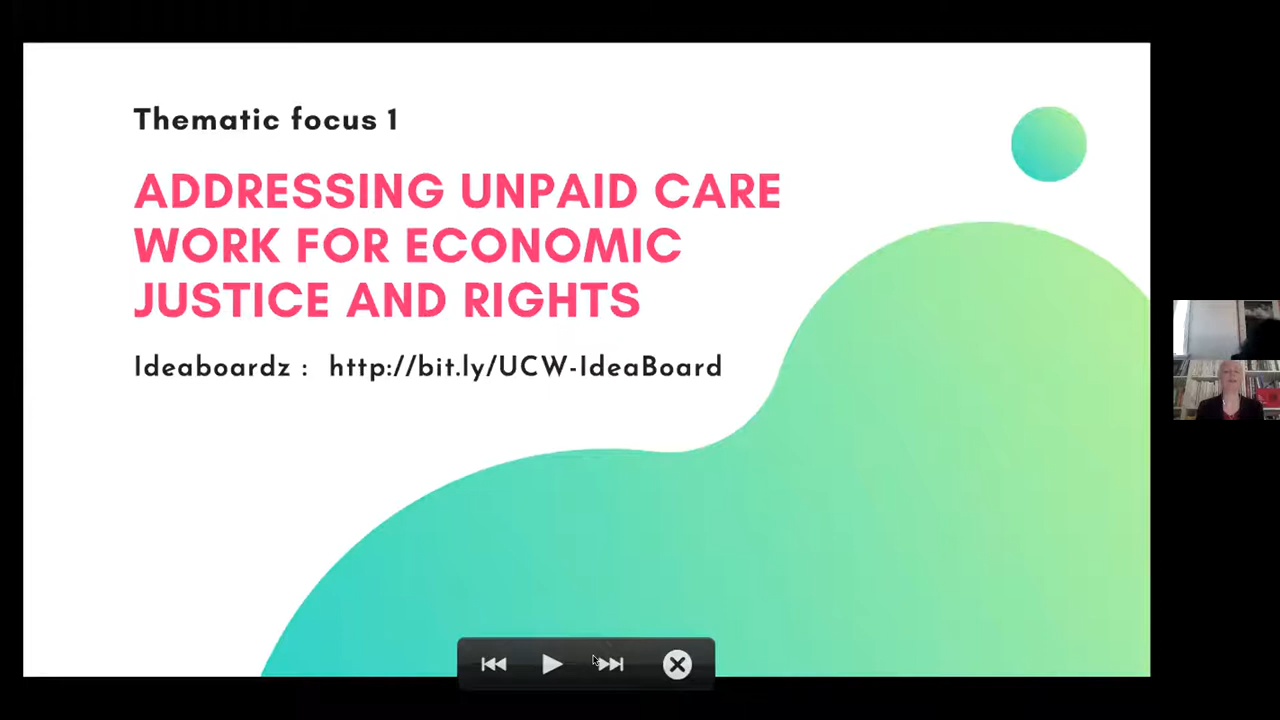 Thematic focus 1
ADDRESSING UNPAID CARE
WORK FOR ECONOMIC
JUSTICE AND RIGHTS
Ideaboardz : http://bit.ly/UCW-IdeaBoard